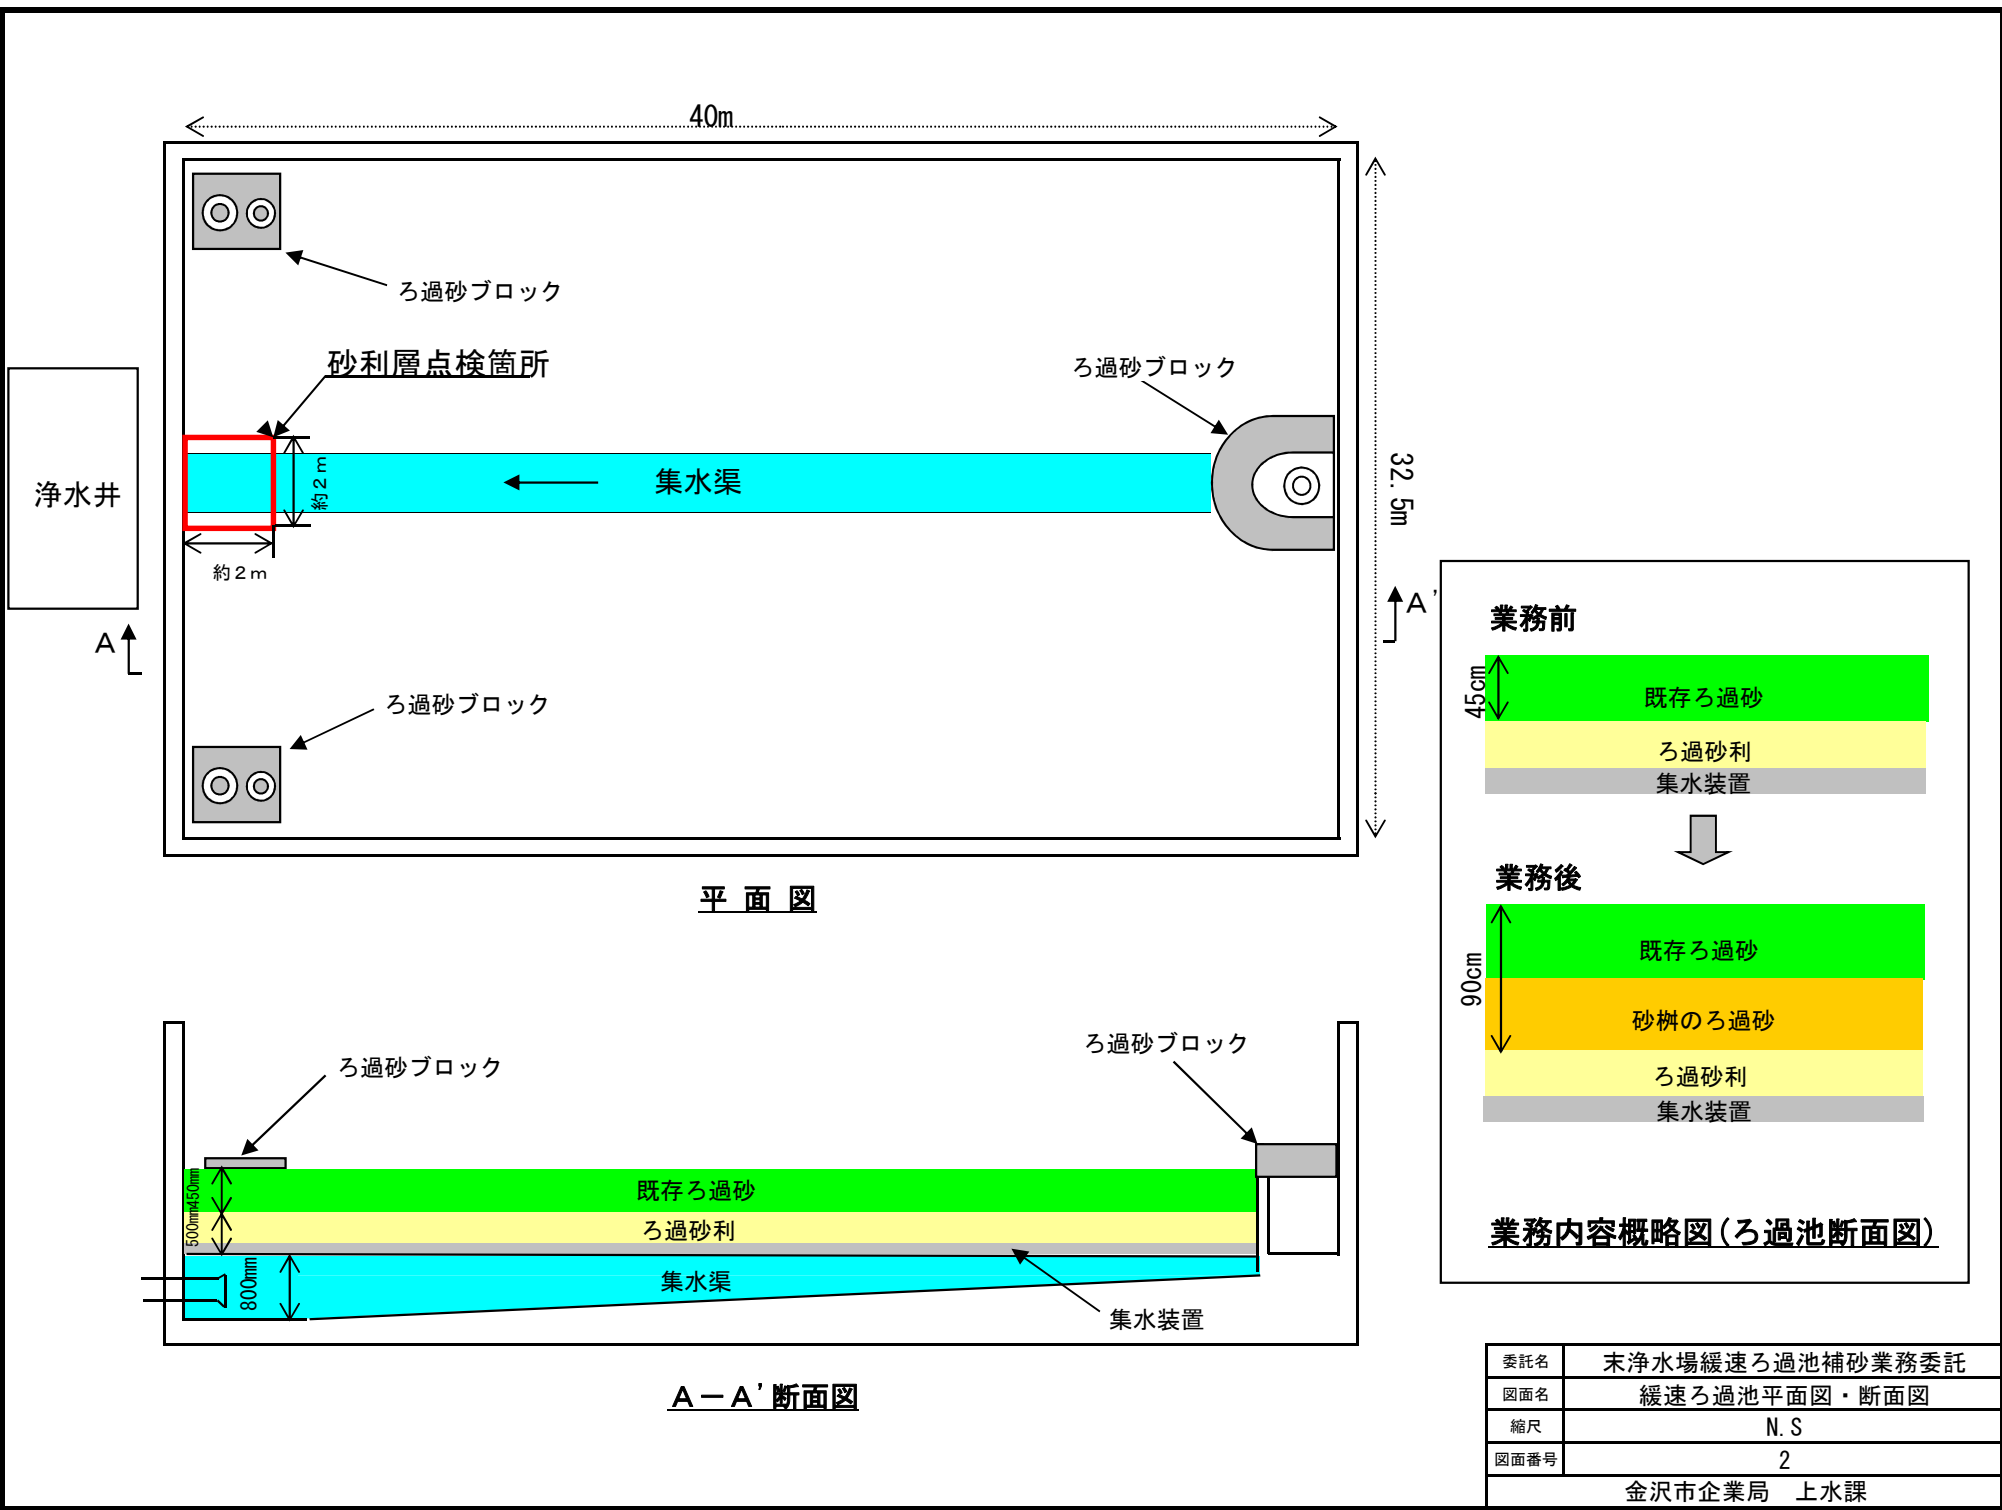 40m
32.5m
ろ過砂ブロック
砂利層点検箇所
ろ過砂ブロック
浄水井
集水渠
約2m
約2m
A
A'
ろ過砂ブロック
平面図
ろ過砂ブロック
ろ過砂ブロック
450mm
既存ろ過砂
500mm
ろ過砂利
800mm
集水渠
集水装置
A-A'断面図
業務前
45cm
既存ろ過砂
ろ過砂利
集水装置
業務後
90cm
既存ろ過砂
砂桝のろ過砂
ろ過砂利
集水装置
業務内容概略図(ろ過池断面図)
委託名 末浄水場緩速ろ過池補砂業務委託
図面名 緩速ろ過池平面図・断面図
縮尺 N.S
図面番号 2
金沢市企業局 上水課